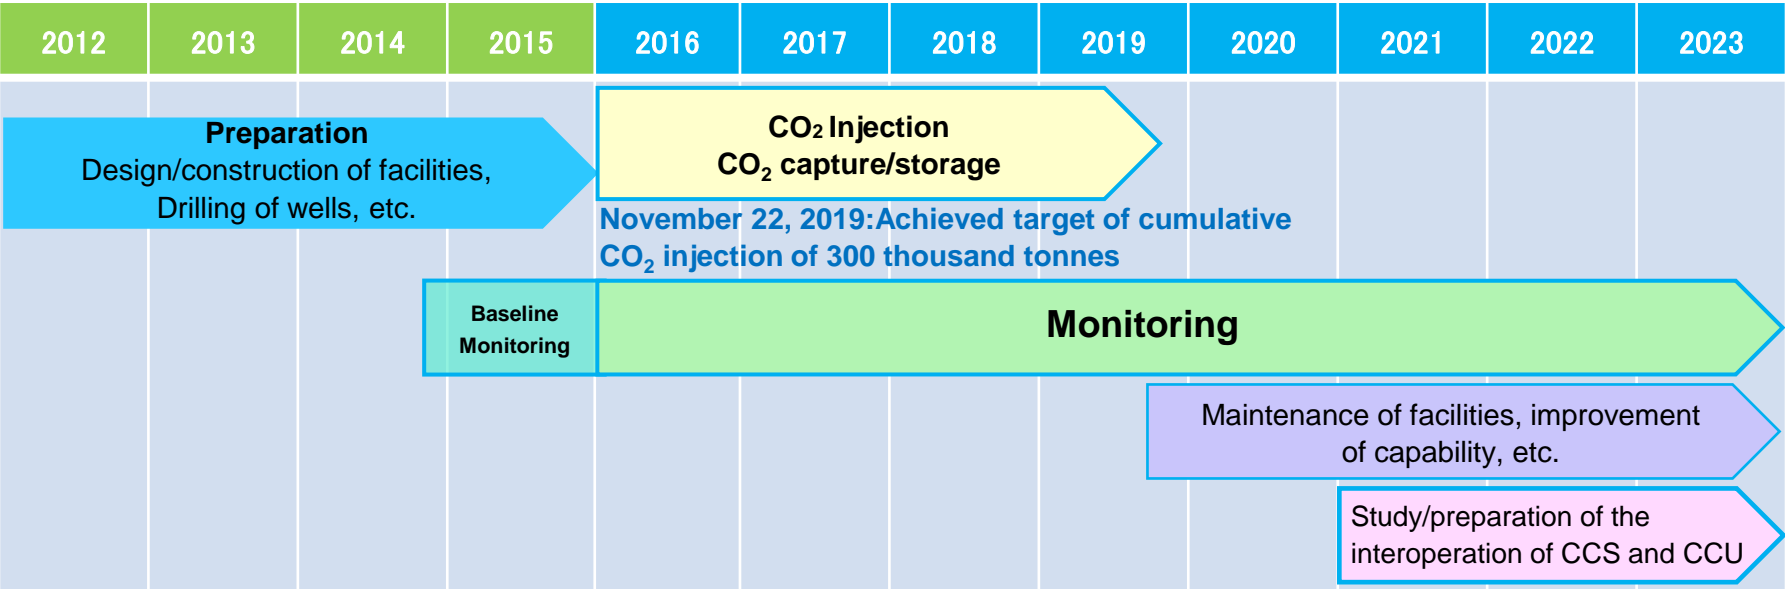 2012 2013 2014 2015 2016 2017 2018 2019 2020 2021 2022 2023
Preparation
Design/construction of facilities,
Drilling of wells, etc.
CO2 Injection
CO2 capture/storage
November 22, 2019:Achieved target of cumulative
CO2 injection of 300 thousand tonnes
Baseline
Monitoring
Monitoring
Maintenance of facilities, improvement
of capability, etc.
Study/preparation of the
interoperation of CCS and CCU